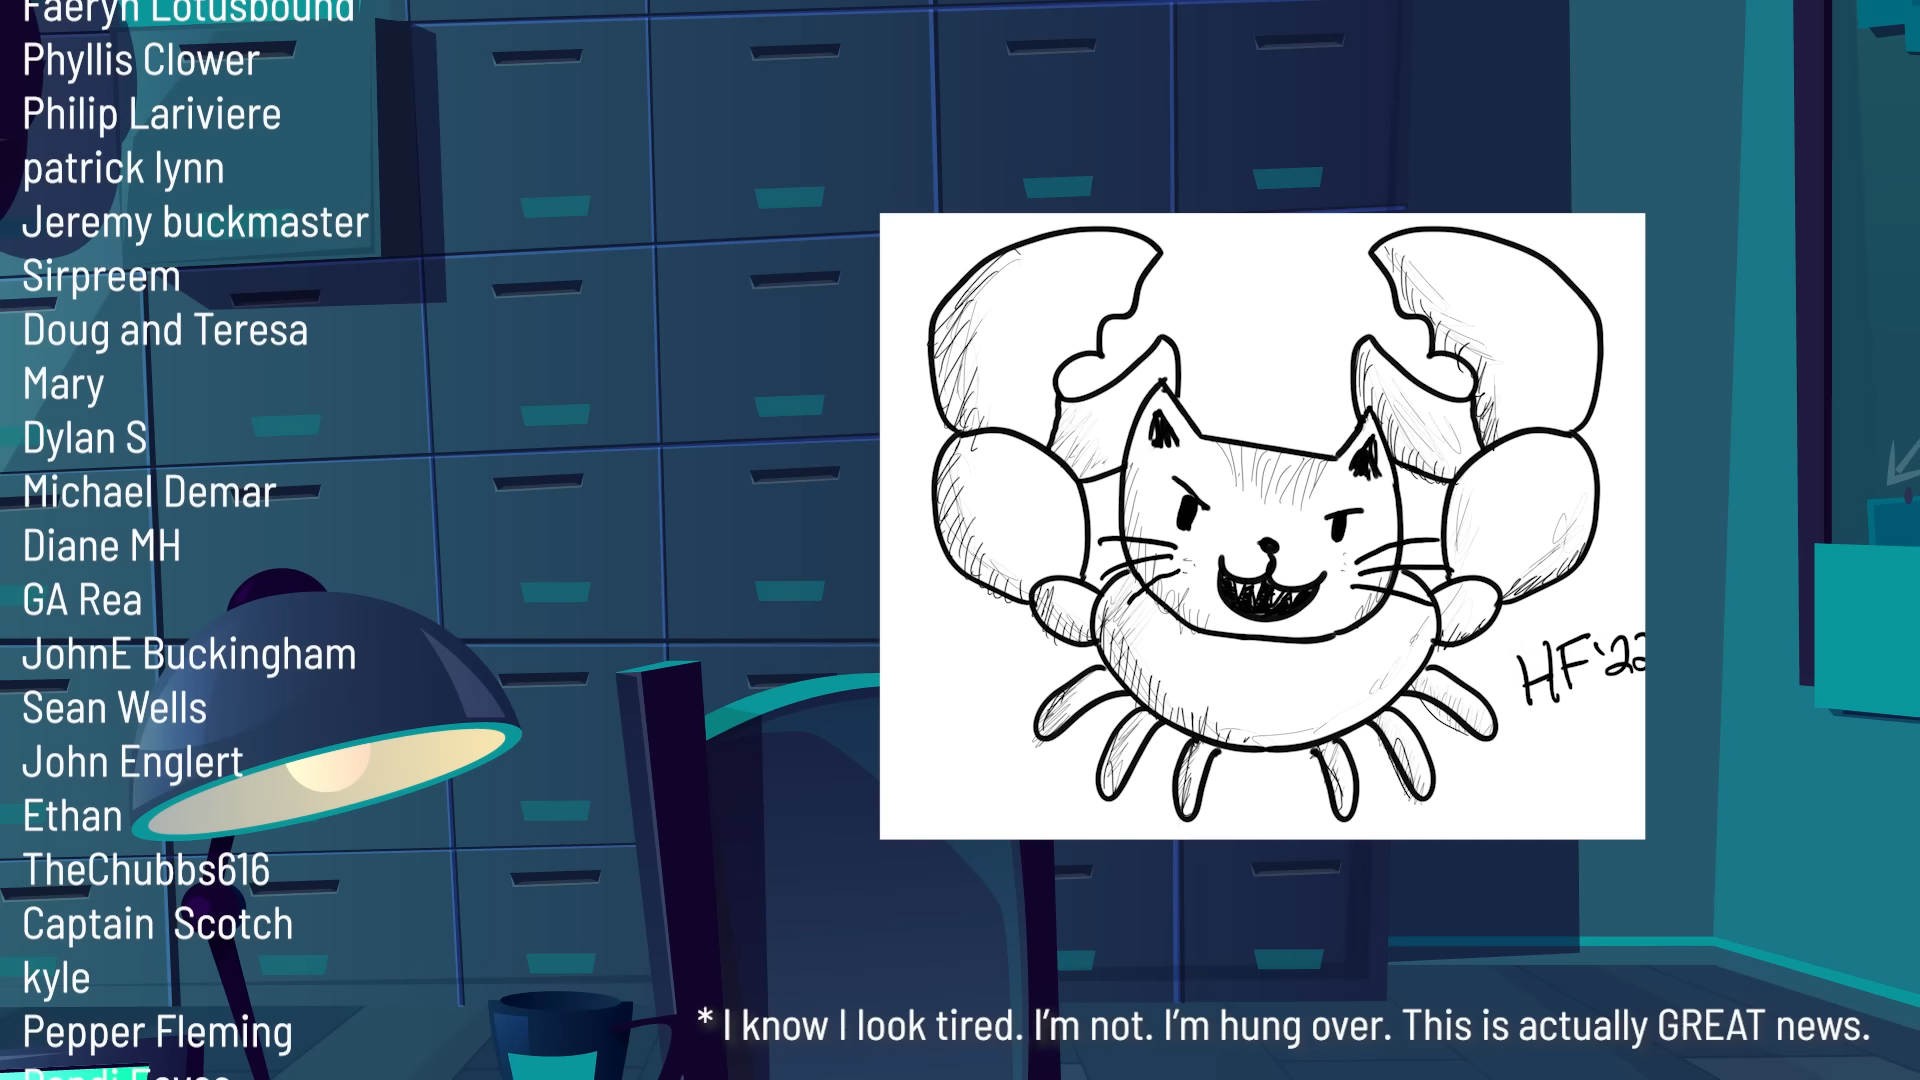 Faeryn Lotusbound
Phyllis Clower
Philip Lariviere
patrick lynn
Jeremy buckmaster
Sirpreem
Doug and Teresa
Mary
Dylan S
Michael Demar
Diane MH
GA Rea
JohnE Buckingham
Sean Wells
John Englert
Ethan
TheChubbs616
Captain Scotch
kyle
Pepper Fleming
HF '22
* I know I look tired. I'm not. I'm hung over. This is actually GREAT news.